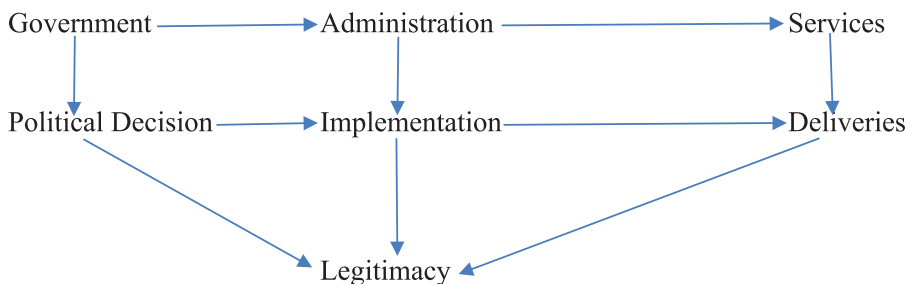 Government Administration Services
Political Decision Implementation Deliveries
Legitimacy